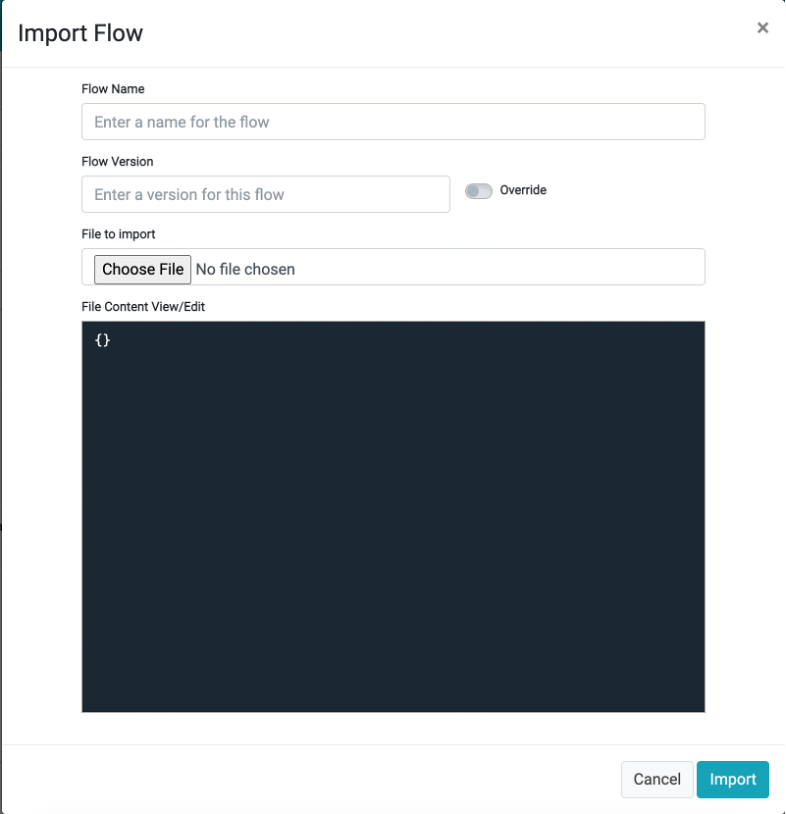 Import Flow ×
Flow Name
Enter a name for the flow
Flow Version
Enter a version for this flow Override
File to import
Choose File No file chosen
File Content View/Edit
{}
Cancel Import